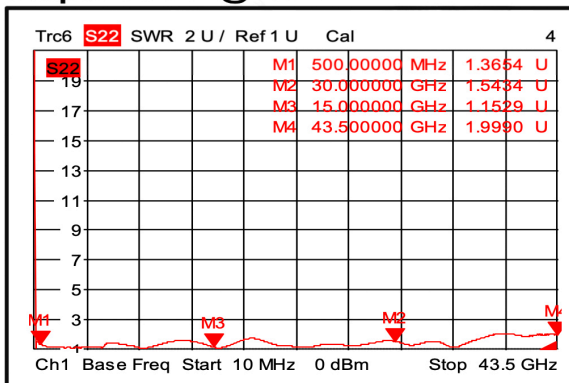 Trc6 S22 SWR 2 U / Ref 1 U Cal 4
S22
M1 500.00000 MHz 1.3654 U
M2 30.000000 GHz 1.5434 U
M3 15.000000 GHz 1.1529 U
M4 43.500000 GHz 1.9990 U
19
17
15
13
11
9
7
5
3
1
M1
M3
M2
M4
Ch1 Base Freq Start 10 MHz 0 dBm Stop 43.5 GHz